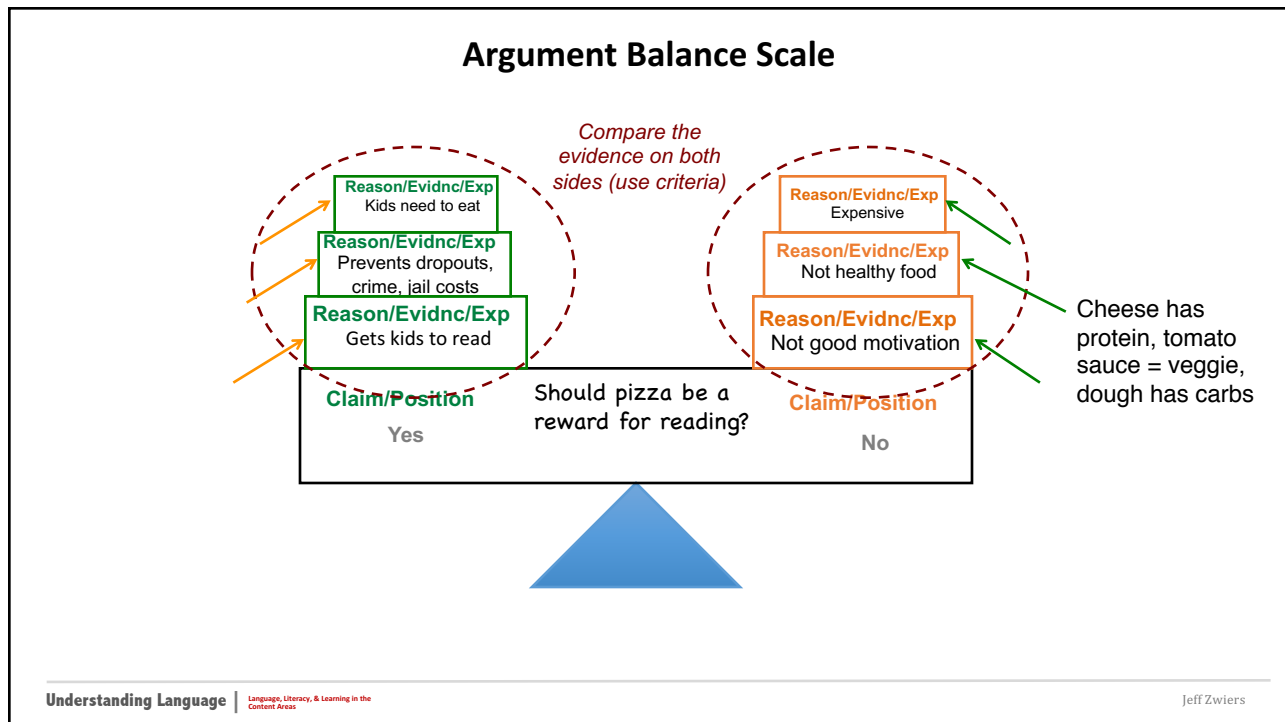 Argument Balance Scale
Compare the
evidence on both
sides (use criteria)
Reason/Evidnc/Exp
Kids need to eat
Reason/Evidnc/Exp
Prevents dropouts,
crime, jail costs
Reason/Evidnc/Exp
Gets kids to read
Reason/Evidnc/Exp
Expensive
Reason/Evidnc/Exp
Not healthy food
Reason/Evidnc/Exp
Not good motivation
Cheese has
protein, tomato
sauce = veggie,
dough has carbs
Claim/Position
Yes
Should pizza be a
reward for reading?
Claim/Position
No
Understanding Language
Language, Literacy, & Learning in the
Content Areas
Jeff Zwiers